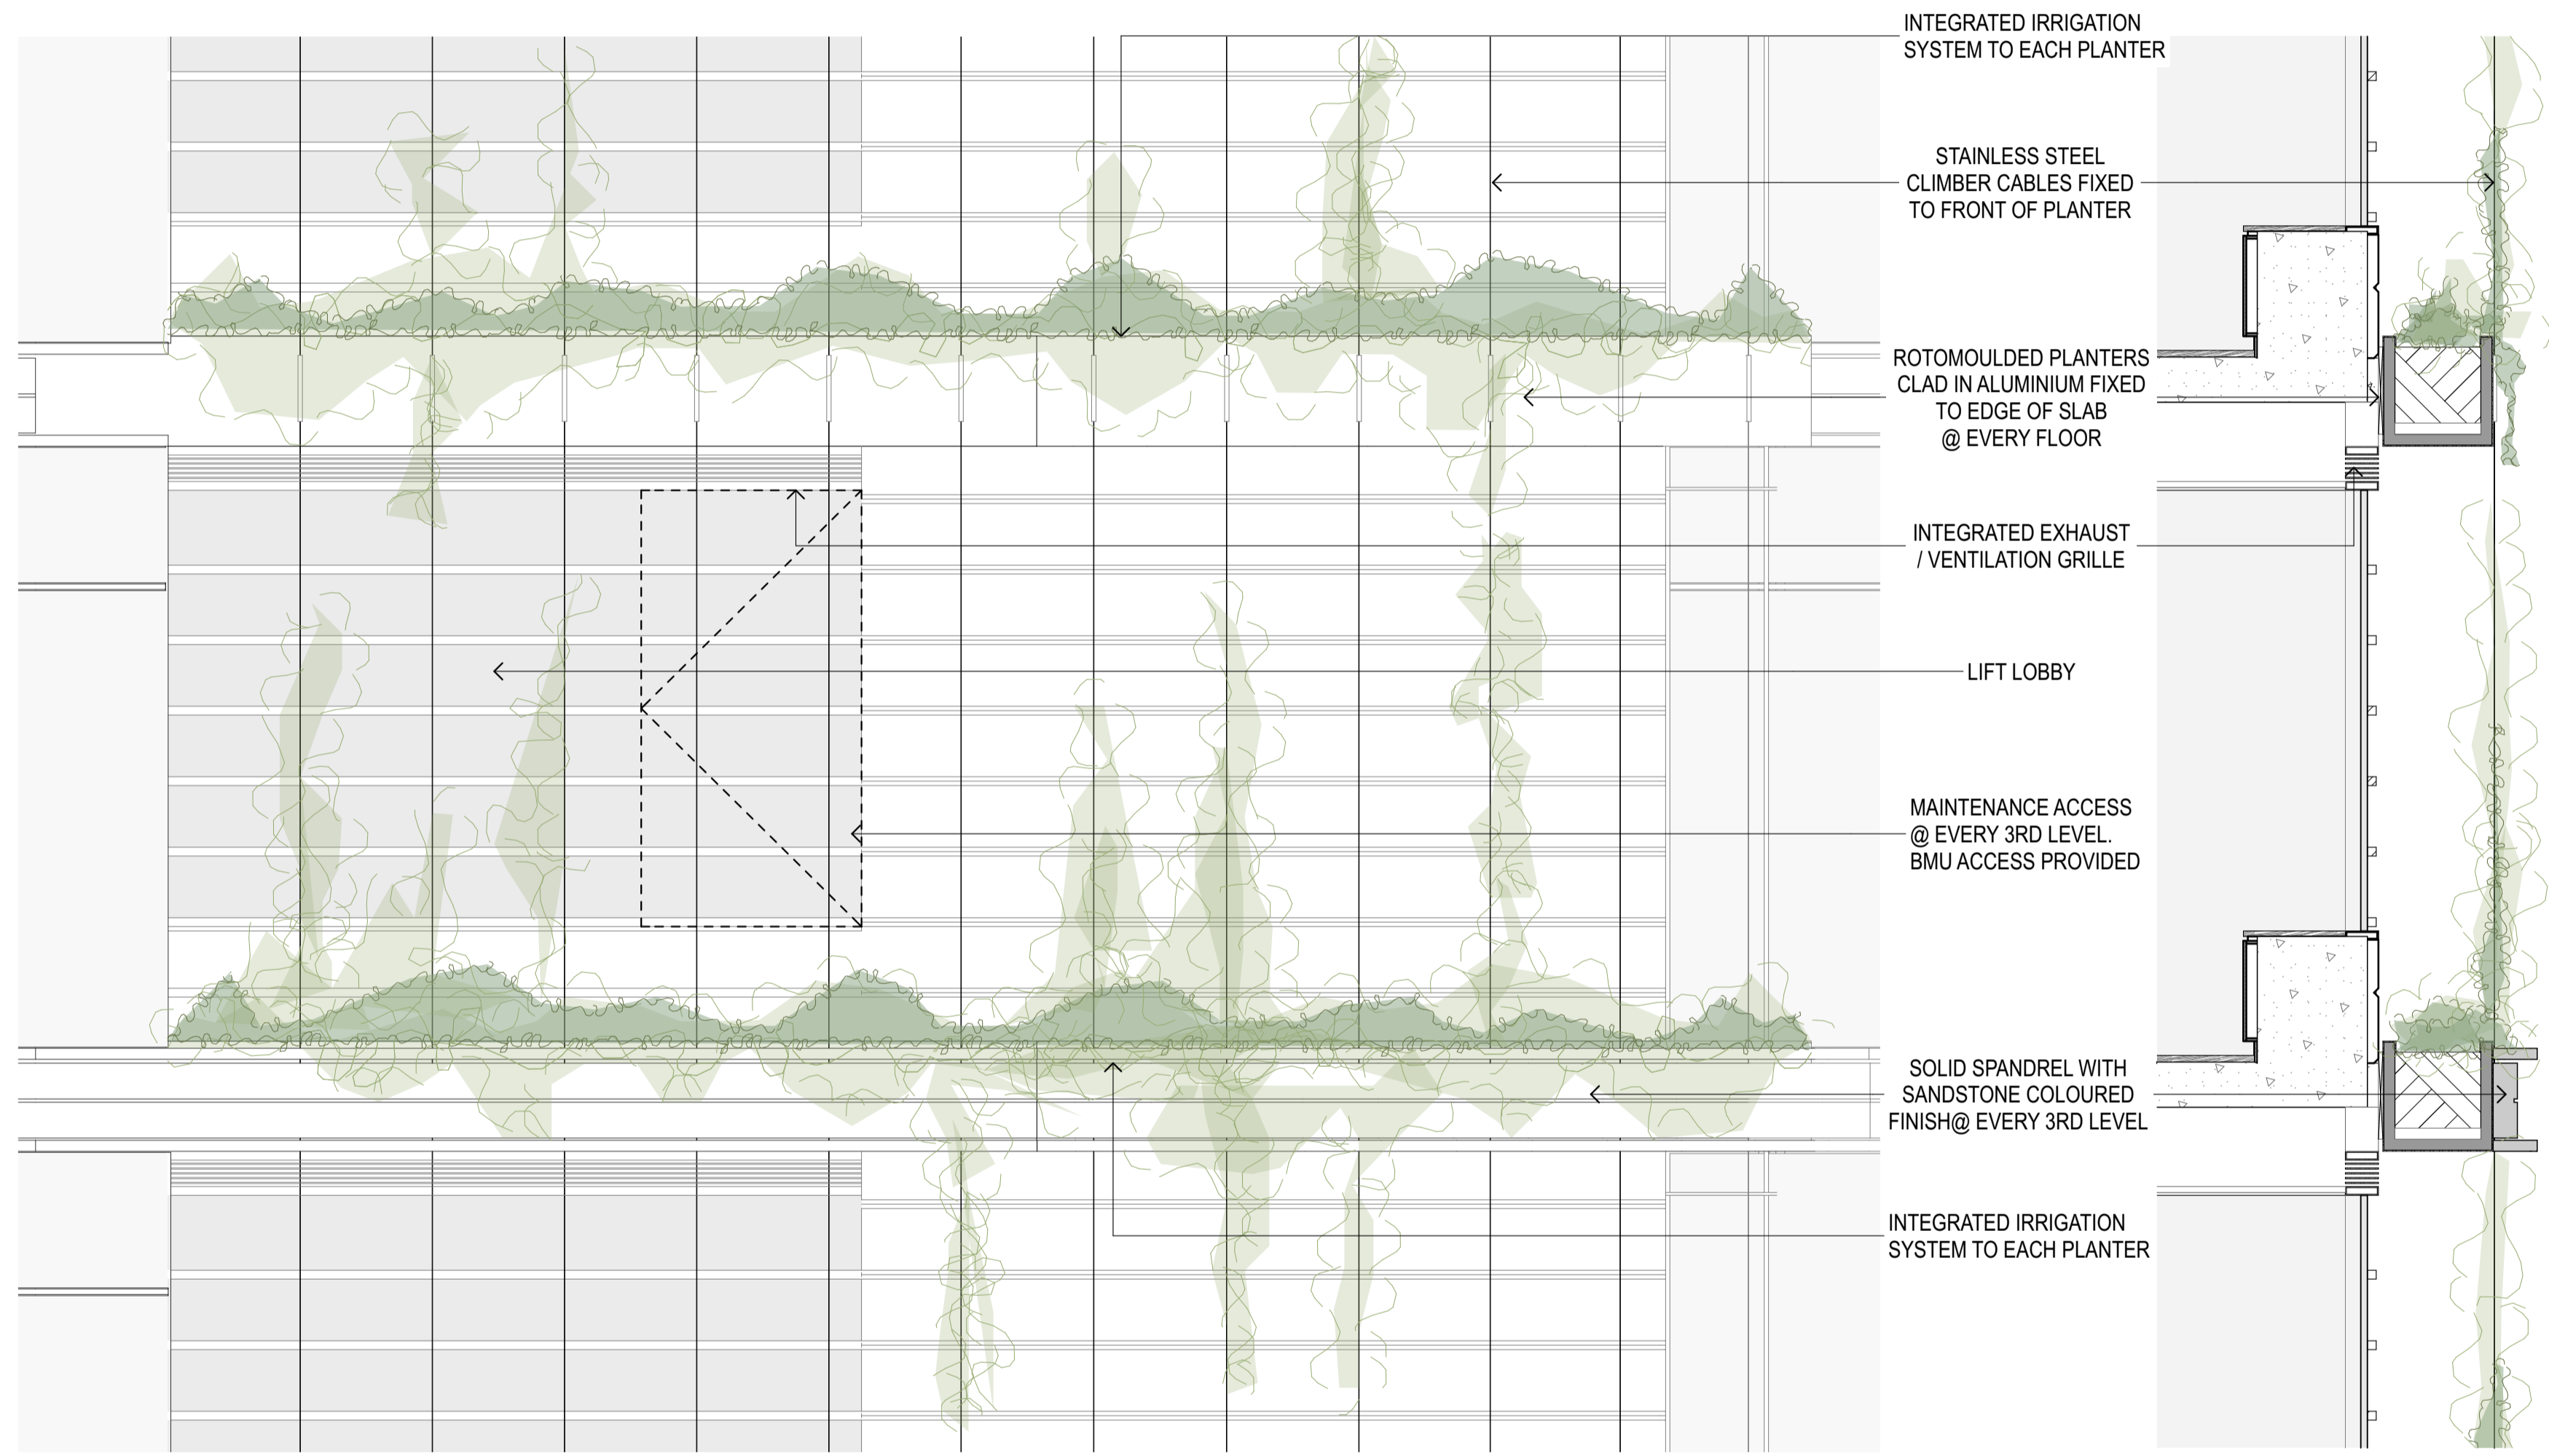 INTEGRATED IRRIGATION
SYSTEM TO EACH PLANTER
STAINLESS STEEL
CLIMBER CABLES FIXED
TO FRONT OF PLANTER
ROTOMOULDED PLANTERS
CLAD IN ALUMINIUM FIXED
TO EDGE OF SLAB
@ EVERY FLOOR
INTEGRATED EXHAUST
/ VENTILATION GRILLE
LIFT LOBBY
MAINTENANCE ACCESS
@ EVERY 3RD LEVEL.
BMU ACCESS PROVIDED
SOLID SPANDREL WITH
SANDSTONE COLOURED
FINISH@ EVERY 3RD LEVEL
INTEGRATED IRRIGATION
SYSTEM TO EACH PLANTER